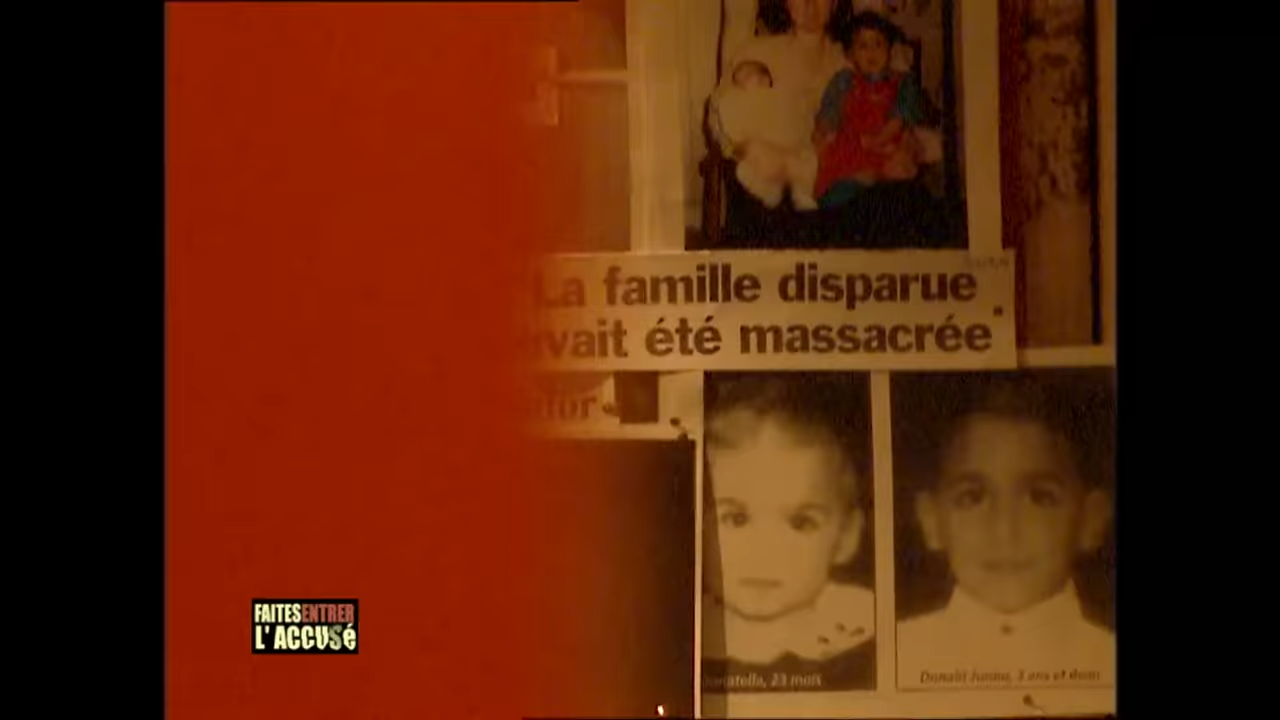 La famille disparue
avait été massacrée
FAITES ENTRER
L'ACCUSé
Donatella, 23 mois
Donald Junior, 3 ans et demi